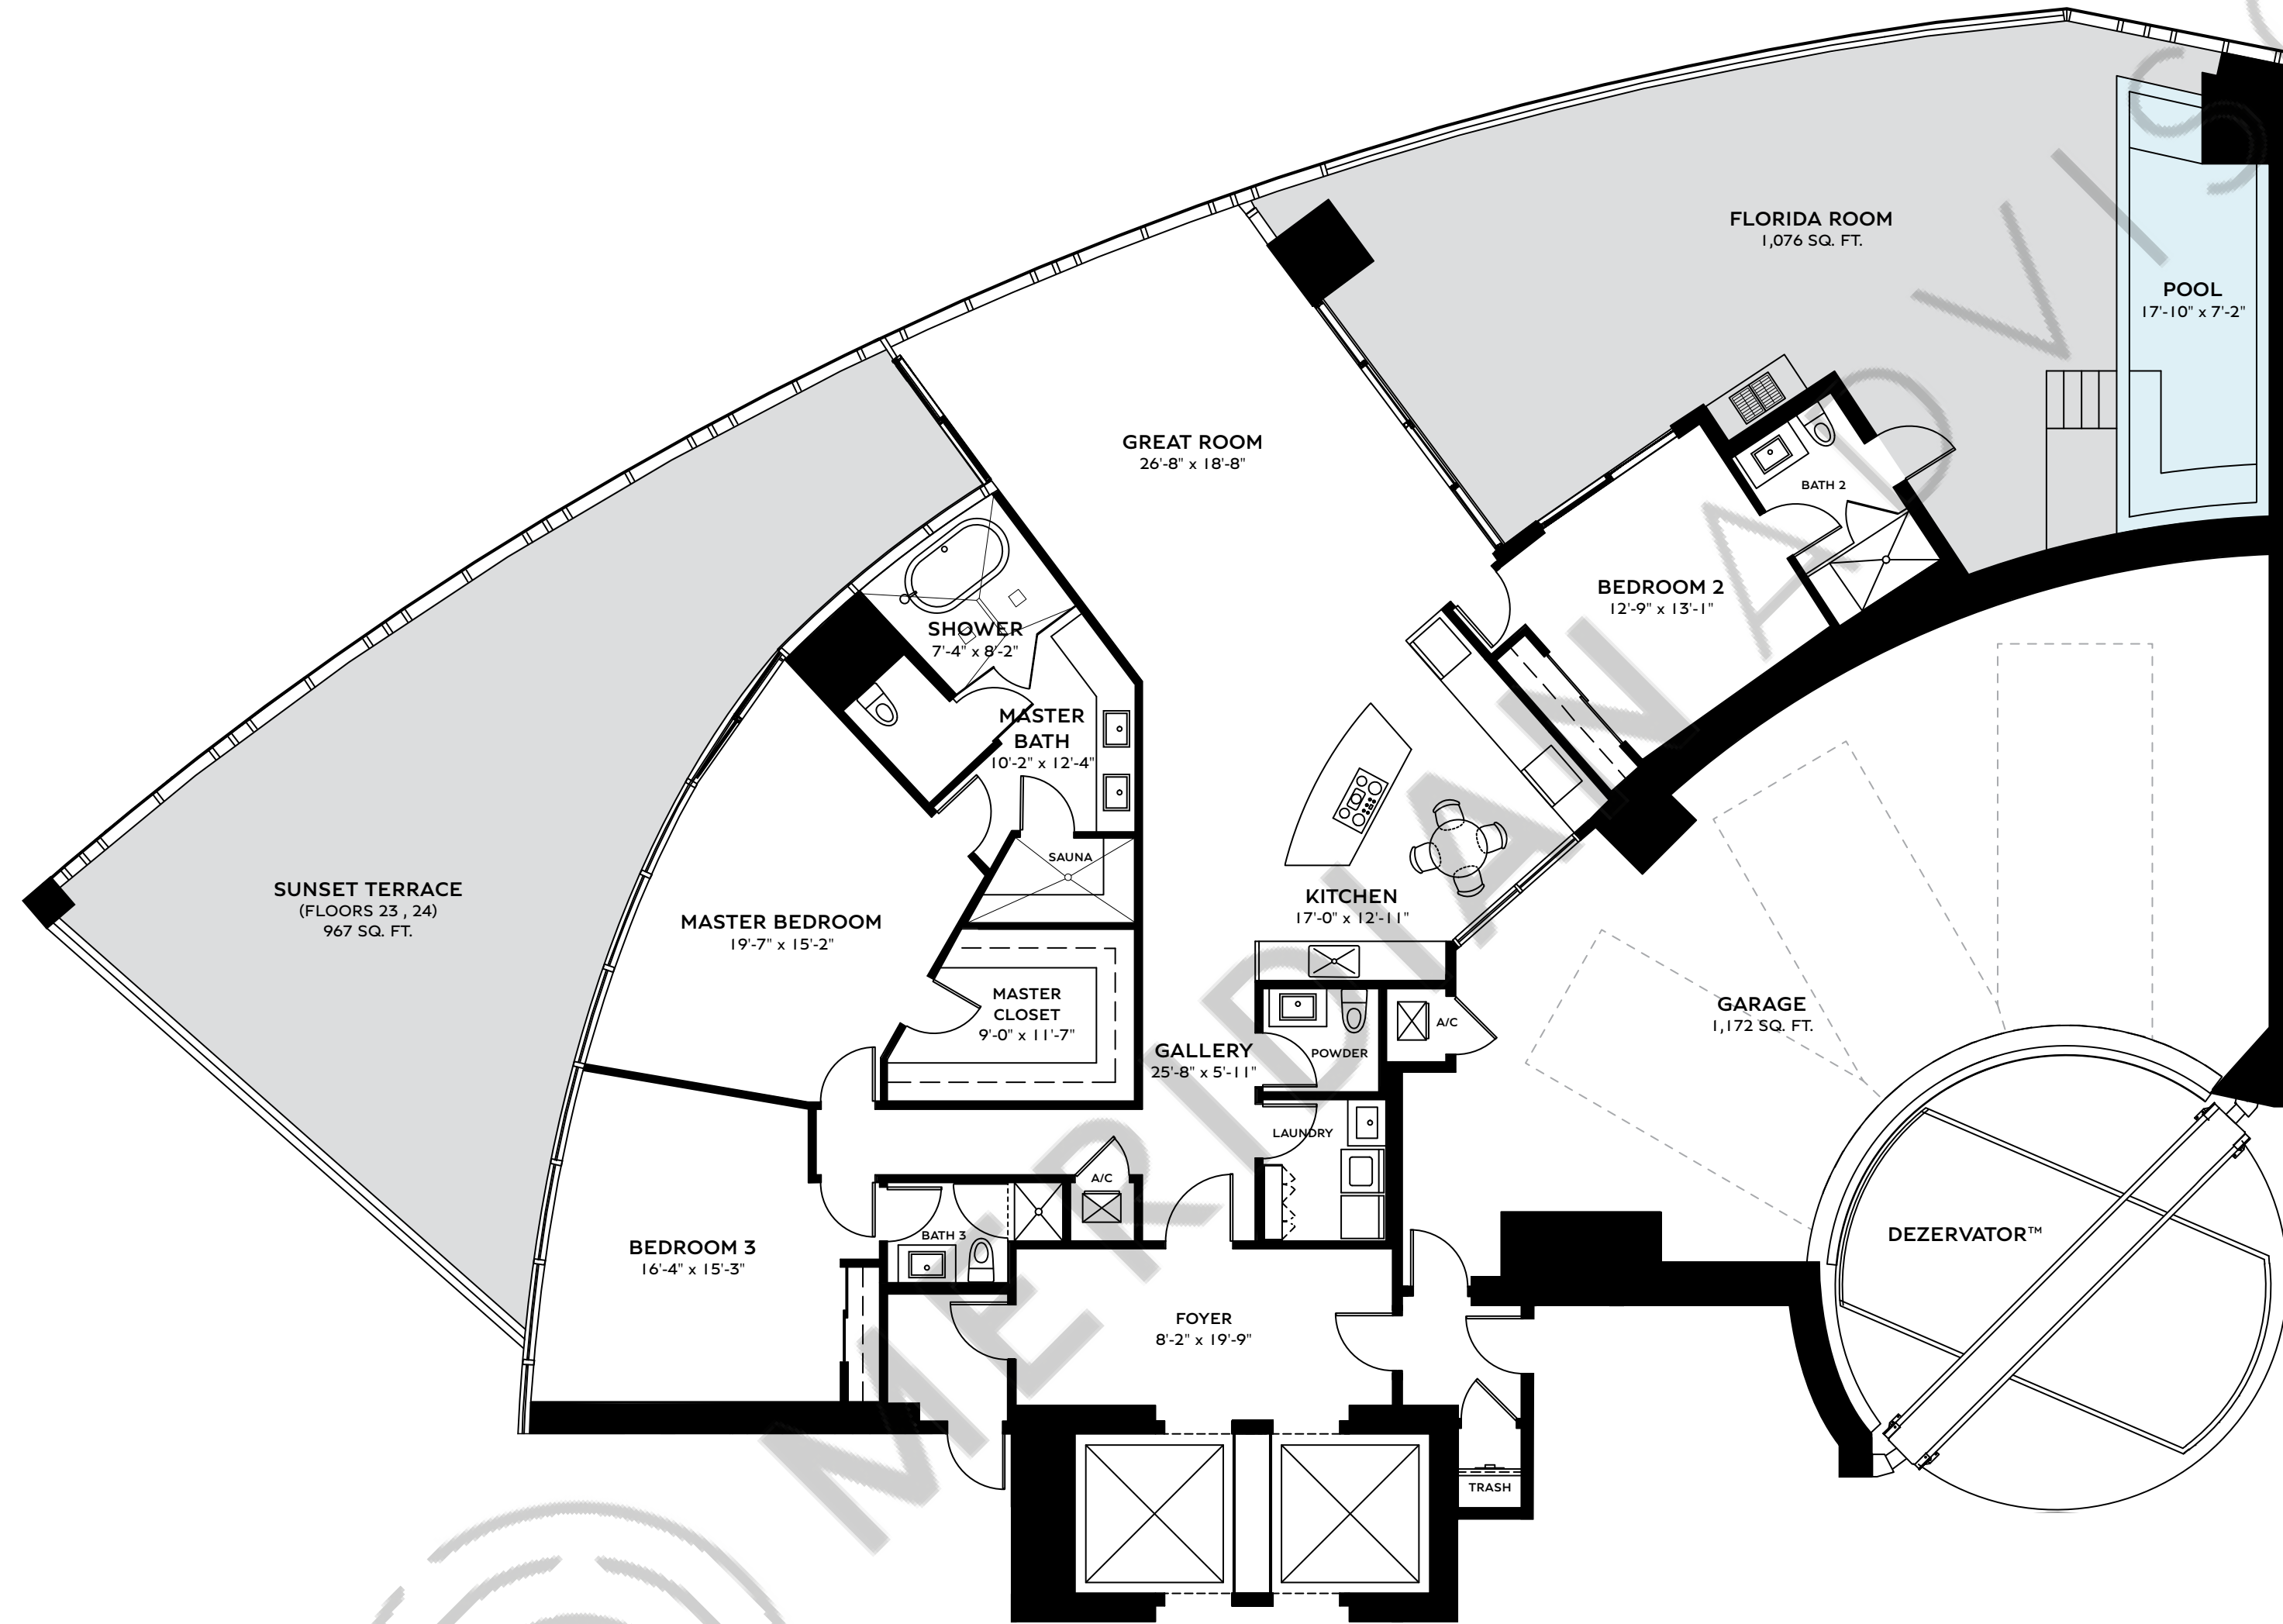 FLORIDA ROOM
1,076 SQ. FT.
POOL
17'-10" x 7'-2"
GREAT ROOM
26'-8" x 18'-8"
BATH 2
BEDROOM 2
12'-9" x 13'-1"
SHOWER
7'-4" x 8'-2"
MASTER
BATH
10'-2" x 12'-4"
SAUNA
SUNSET TERRACE
(FLOORS 23 , 24)
967 SQ. FT.
MASTER BEDROOM
19'-7" x 15'-2"
KITCHEN
17'-0" x 12'-11"
MASTER
CLOSET
9'-0" x 11'-7"
GARAGE
1,172 SQ. FT.
A/C
GALLERY
25'-8" x 5'-11"
POWDER
LAUNDRY
A/C
BATH 3
BEDROOM 3
16'-4" x 15'-3"
DEZERVATOR™
FOYER
8'-2" x 19'-9"
TRASH
MERIDIAN ADVIS